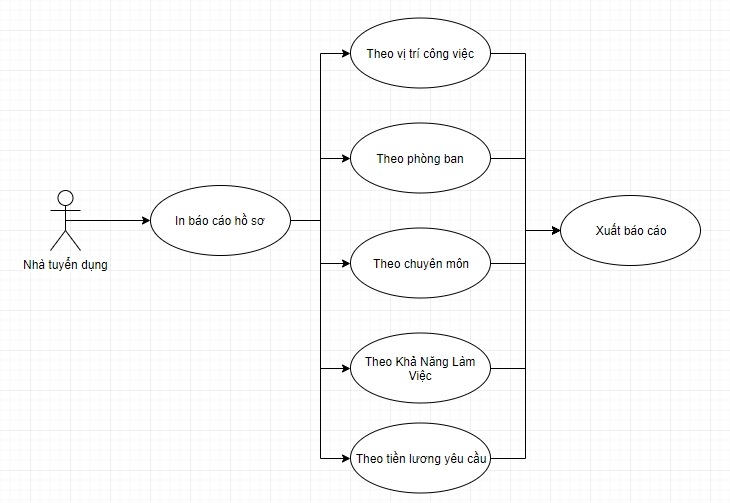 Theo vị trí công việc
Theo phòng ban
In báo cáo hồ sơ
Xuất báo cáo
Nhà tuyển dụng
Theo chuyên môn
Theo Khả Năng Làm
Việc
Theo tiền lương yêu cầu